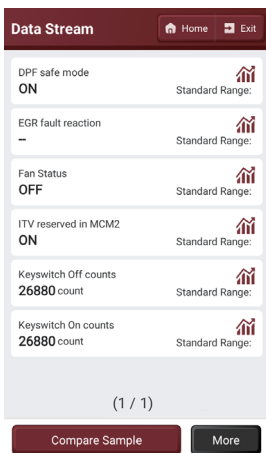 Data Stream
Home
Exit
DPF safe mode
ON
Standard Range:
EGR fault reaction
–
Standard Range:
Fan Status
OFF
Standard Range:
ITV reserved in MCM2
ON
Standard Range:
Keyswitch Off counts
26880 count
Standard Range:
Keyswitch On counts
26880 count
Standard Range:
(1 / 1)
Compare Sample
More